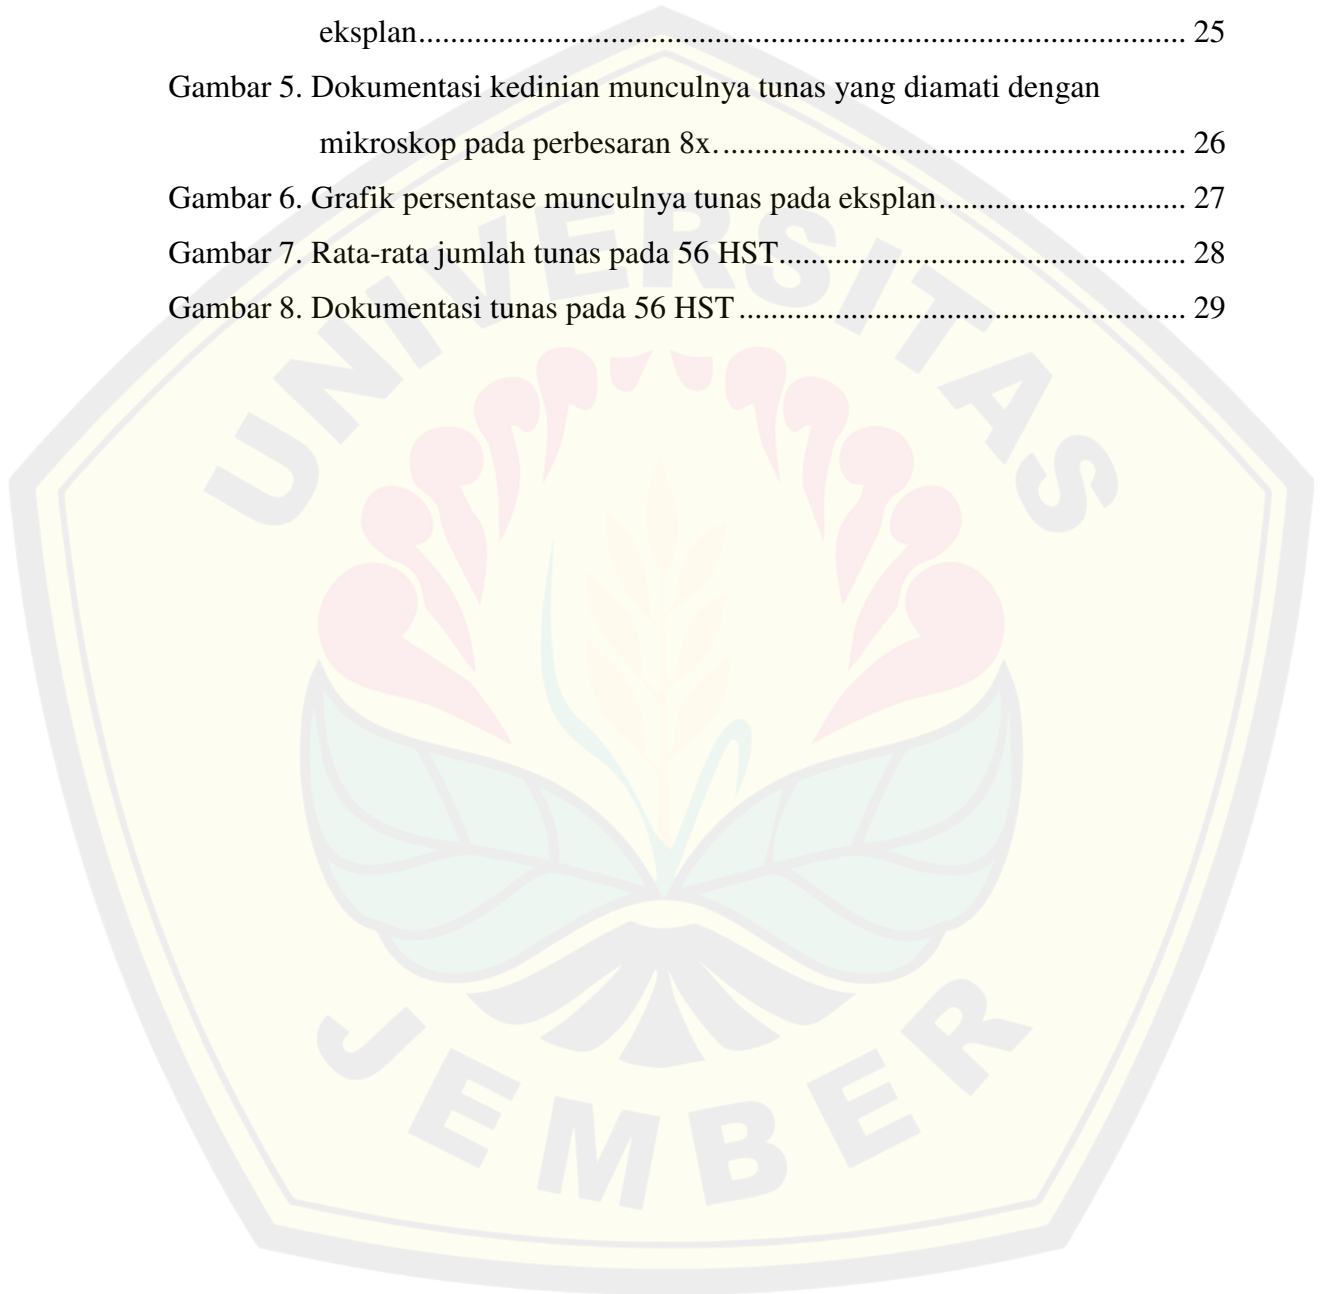 eksplan................................................................................................ 25
Gambar 5. Dokumentasi kedinian munculnya tunas yang diamati dengan
mikroskop pada perbesaran 8x........................................................... 26
Gambar 6. Grafik persentase munculnya tunas pada eksplan............................... 27
Gambar 7. Rata-rata jumlah tunas pada 56 HST................................................... 28
Gambar 8. Dokumentasi tunas pada 56 HST........................................................ 29
UNIVERSITAS
JEMBER